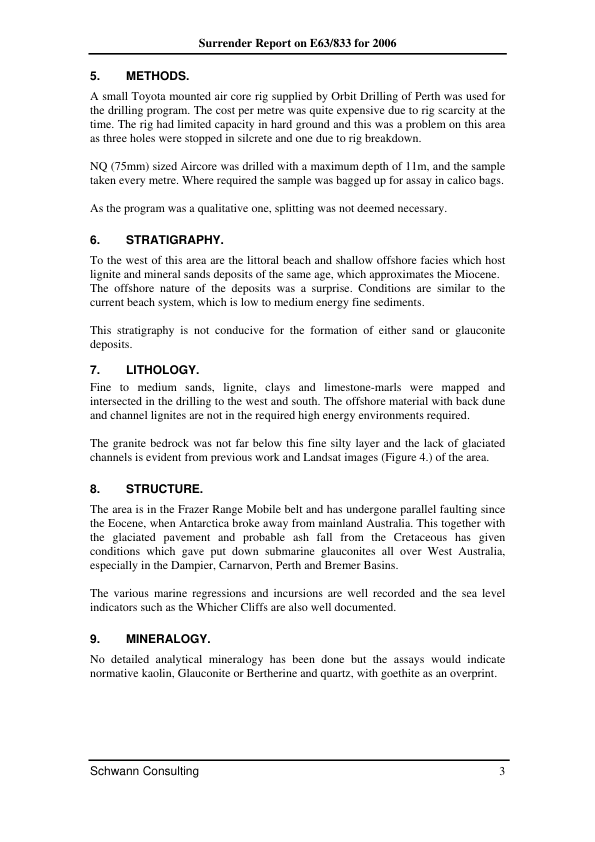 Surrender Report on E63/833 for 2006
5. METHODS.
A small Toyota mounted air core rig supplied by Orbit Drilling of Perth was used for
the drilling program. The cost per metre was quite expensive due to rig scarcity at the
time. The rig had limited capacity in hard ground and this was a problem on this area
as three holes were stopped in silcrete and one due to rig breakdown.
NQ (75mm) sized Aircore was drilled with a maximum depth of 11m, and the sample
taken every metre. Where required the sample was bagged up for assay in calico bags.
As the program was a qualitative one, splitting was not deemed necessary.
6. STRATIGRAPHY.
To the west of this area are the littoral beach and shallow offshore facies which host
lignite and mineral sands deposits of the same age, which approximates the Miocene.
The offshore nature of the deposits was a surprise. Conditions are similar to the
current beach system, which is low to medium energy fine sediments.
This stratigraphy is not conducive for the formation of either sand or glauconite
deposits.
7. LITHOLOGY.
Fine to medium sands, lignite, clays and limestone-marls were mapped and
intersected in the drilling to the west and south. The offshore material with back dune
and channel lignites are not in the required high energy environments required.
The granite bedrock was not far below this fine silty layer and the lack of glaciated
channels is evident from previous work and Landsat images (Figure 4.) of the area.
8. STRUCTURE.
The area is in the Frazer Range Mobile belt and has undergone parallel faulting since
the Eocene, when Antarctica broke away from mainland Australia. This together with
the glaciated pavement and probable ash fall from the Cretaceous has given
conditions which gave put down submarine glauconites all over West Australia,
especially in the Dampier, Carnarvon, Perth and Bremer Basins.
The various marine regressions and incursions are well recorded and the sea level
indicators such as the Whicher Cliffs are also well documented.
9. MINERALOGY.
No detailed analytical mineralogy has been done but the assays would indicate
normative kaolin, Glauconite or Bertherine and quartz, with goethite as an overprint.
Schwann Consulting 3